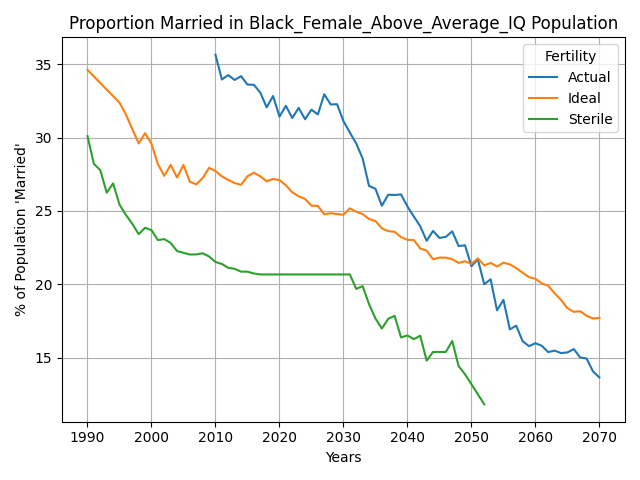 Proportion Married in Black_Female_Above_Average_IQ Population
Fertility
Actual
Ideal
Sterile
% of Population 'Married'
35
30
25
20
15
1990 2000 2010 2020 2030 2040 2050 2060 2070
Years